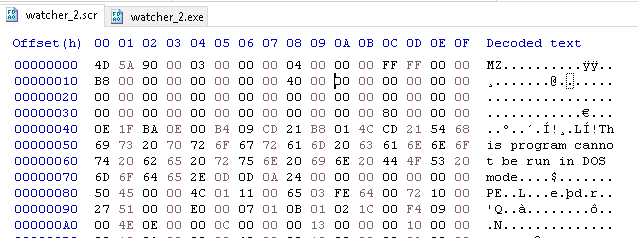 watcher_2.scr watcher_2.exe
Offset(h) 00 01 02 03 04 05 06 07 08 09 0A 0B 0C 0D 0E 0F Decoded text
00000000 4D 5A 90 00 03 00 00 00 04 00 00 00 FF FF 00 00 MZ..........ÿÿ..
00000010 B8 00 00 00 00 00 00 00 40 00 00 00 00 00 00 00 ¸.......@.......
00000020 00 00 00 00 00 00 00 00 00 00 00 00 00 00 00 00 ................
00000030 00 00 00 00 00 00 00 00 00 00 00 00 80 00 00 00 ............€...
00000040 0E 1F BA 0E 00 B4 09 CD 21 B8 01 4C CD 21 54 68 ..º..´.Í!¸.LÍ!Th
00000050 69 73 20 70 72 6F 67 72 61 6D 20 63 61 6E 6E 6F is program canno
00000060 74 20 62 65 20 72 75 6E 20 69 6E 20 44 4F 53 20 t be run in DOS
00000070 6D 6F 64 65 2E 0D 0D 0A 24 00 00 00 00 00 00 00 mode....$.......
00000080 50 45 00 00 4C 01 11 00 65 03 FE 64 00 72 10 00 PE..L...e.þd.r..
00000090 27 51 00 00 E0 00 07 01 0B 01 02 1C 00 F4 09 00 'Q..à........ô..
000000A0 00 4E 0E 00 00 0C 00 00 00 13 00 00 00 10 00 00 .N..............